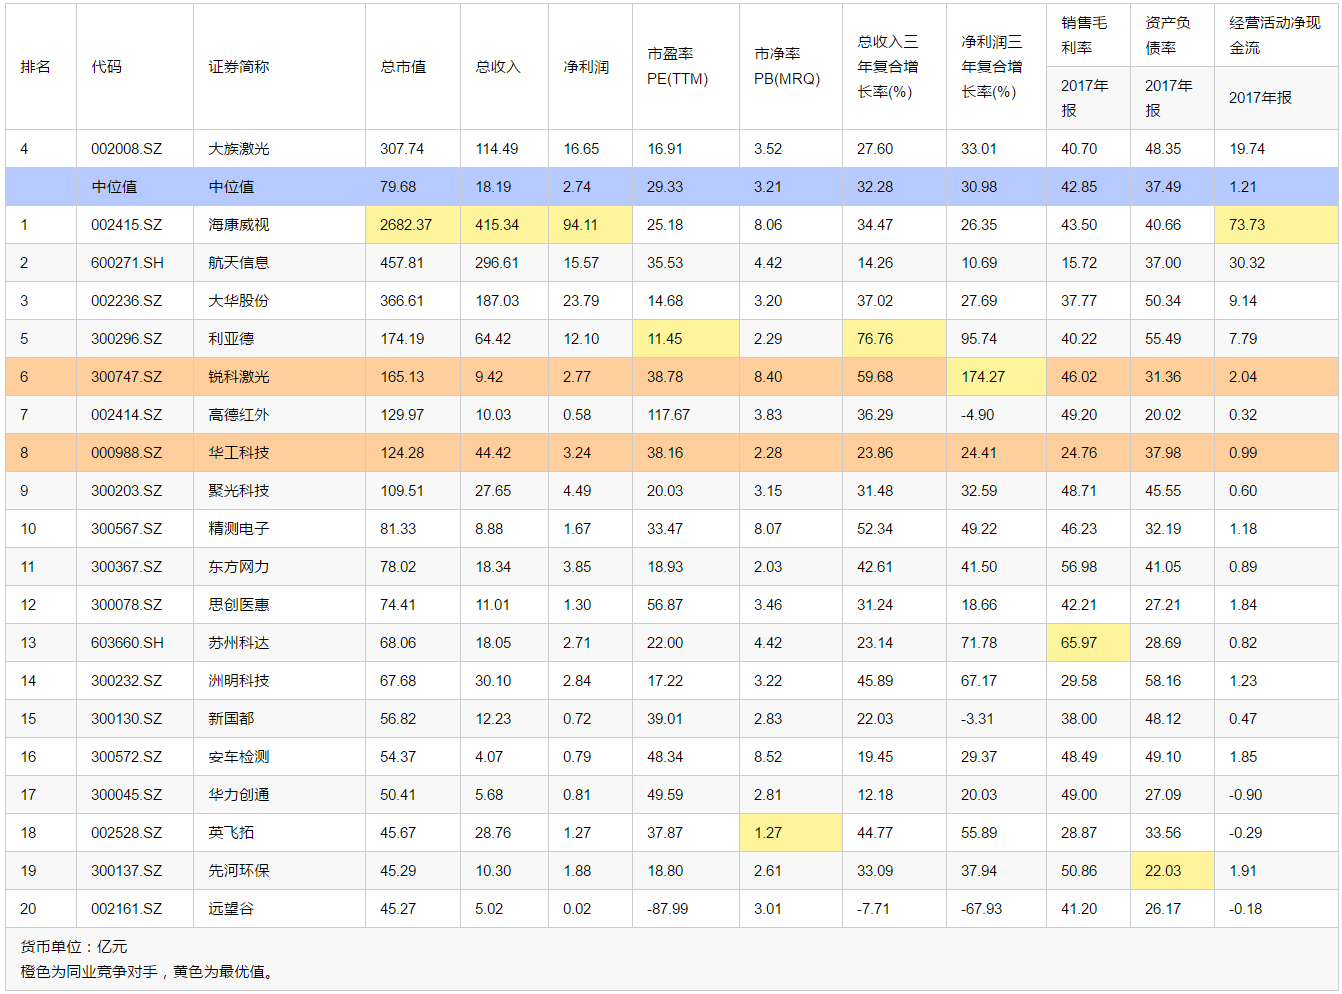 排名 代码 证券简称 总市值 总收入 净利润 市盈率PE(TTM) 市净率PB(MRQ) 总收入三年复合增长率(%) 净利润三年复合增长率(%) 销售毛利率 资产负债率 经营活动净现金流
2017年报 2017年报 2017年报
4 002008.SZ 大族激光 307.74 114.49 16.65 16.91 3.52 27.60 33.01 40.70 48.35 19.74
中位值 中位值 79.68 18.19 2.74 29.33 3.21 32.28 30.98 42.85 37.49 1.21
1 002415.SZ 海康威视 2682.37 415.34 94.11 25.18 8.06 34.47 26.35 43.50 40.66 73.73
2 600271.SH 航天信息 457.81 296.61 15.57 35.53 4.42 14.26 10.69 15.72 37.00 30.32
3 002236.SZ 大华股份 366.61 187.03 23.79 14.68 3.20 37.02 27.69 37.77 50.34 9.14
5 300296.SZ 利亚德 174.19 64.42 12.10 11.45 2.29 76.76 95.74 40.22 55.49 7.79
6 300747.SZ 锐科激光 165.13 9.42 2.77 38.78 8.40 59.68 174.27 46.02 31.36 2.04
7 002414.SZ 高德红外 129.97 10.03 0.58 117.67 3.83 36.29 -4.90 49.20 20.02 0.32
8 000988.SZ 华工科技 124.28 44.42 3.24 38.16 2.28 23.86 24.41 24.76 37.98 0.99
9 300203.SZ 聚光科技 109.51 27.65 4.49 20.03 3.15 31.48 32.59 48.71 45.55 0.60
10 300567.SZ 精测电子 81.33 8.88 1.67 33.47 8.07 52.34 49.22 46.23 32.19 1.18
11 300367.SZ 东方网力 78.02 18.34 3.85 18.93 2.03 42.61 41.50 56.98 41.05 0.89
12 300078.SZ 思创医惠 74.41 11.01 1.30 56.87 3.46 31.24 18.66 42.21 27.21 1.84
13 603660.SH 苏州科达 68.06 18.05 2.71 22.00 4.42 23.14 71.78 65.97 28.69 0.82
14 300232.SZ 洲明科技 67.68 30.10 2.84 17.22 3.22 45.89 67.17 29.58 58.16 1.23
15 300130.SZ 新国都 56.82 12.23 0.72 39.01 2.83 22.03 -3.31 38.00 48.12 0.47
16 300572.SZ 安车检测 54.37 4.07 0.79 48.34 8.52 19.45 29.37 48.49 49.10 1.85
17 300045.SZ 华力创通 50.41 5.68 0.81 49.59 2.81 12.18 20.03 49.00 27.09 -0.90
18 002528.SZ 英飞拓 45.67 28.76 1.27 37.87 1.27 44.77 55.89 28.87 33.56 -0.29
19 300137.SZ 先河环保 45.29 10.30 1.88 18.80 2.61 33.09 37.94 50.86 22.03 1.91
20 002161.SZ 远望谷 45.27 5.02 0.02 -87.99 3.01 -7.71 -67.93 41.20 26.17 -0.18
货币单位：亿元
橙色为同业竞争对手，黄色为最优值。